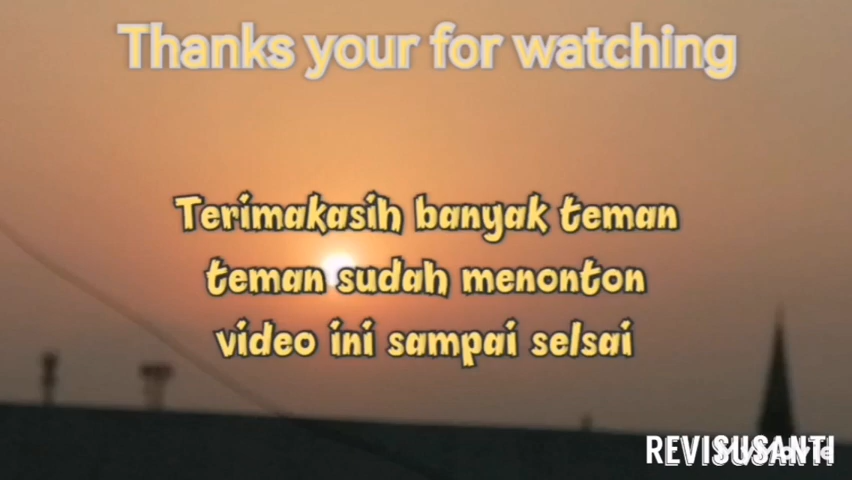 Thanks your for watching
Terimakasih banyak teman
teman sudah menonton
video ini sampai selsai
REVISUSANTI